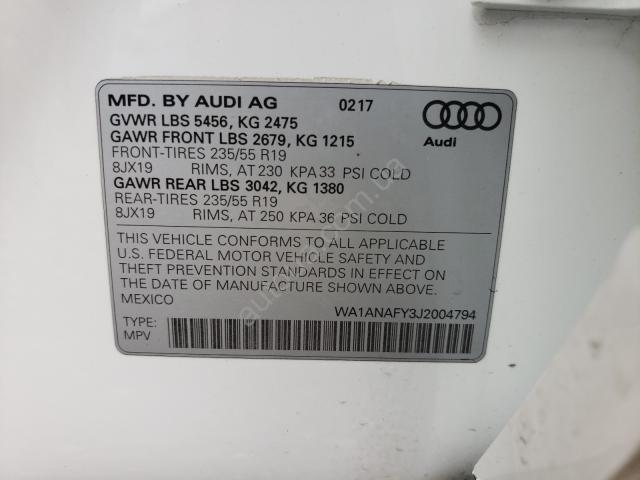 MFD. BY AUDI AG 0217
GVWR LBS 5456, KG 2475
GAWR FRONT LBS 2679, KG 1215
FRONT-TIRES 235/55 R19
8JX19 RIMS, AT 230 KPA 33 PSI COLD
GAWR REAR LBS 3042, KG 1380
REAR-TIRES 235/55 R19
8JX19 RIMS, AT 250 KPA 36 PSI COLD
Audi
THIS VEHICLE CONFORMS TO ALL APPLICABLE
U.S. FEDERAL MOTOR VEHICLE SAFETY AND
THEFT PREVENTION STANDARDS IN EFFECT ON
THE DATE OF MANUFACTURE SHOWN ABOVE.
MEXICO
WA1ANAFY3J2004794
TYPE:
MPV